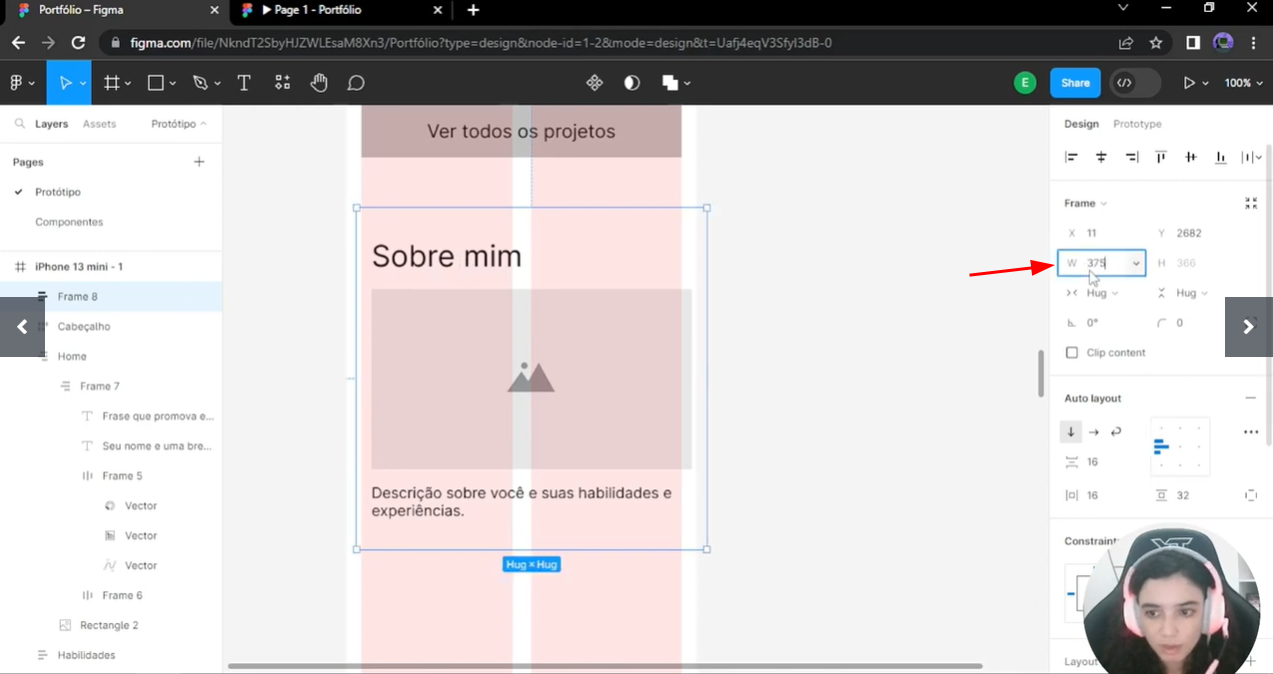 Portfólio – Figma
Page 1 - Portfólio
figma.com/file/NkndT2SbyHJZWLEsaM8Xn3/Portfólio?type=design&node-id=1-2&mode=design&t=Uafj4eqV3SfyI3dB-0
E
Share
100%
Layers
Assets
Protótipo
Pages
Protótipo
Componentes
iPhone 13 mini - 1
Frame 8
Cabeçalho
Home
Frame 7
Frase que promova e...
Seu nome e uma bre...
Frame 5
Vector
Vector
Vector
Frame 6
Rectangle 2
Habilidades
Ver todos os projetos
Sobre mim
Descrição sobre você e suas habilidades e
experiências.
Hug × Hug
Design
Prototype
Frame
X 11
Y 2682
W 375
H 366
Hug
Hug
0°
0
Clip content
Auto layout
16
16
32
Constraint
Layou